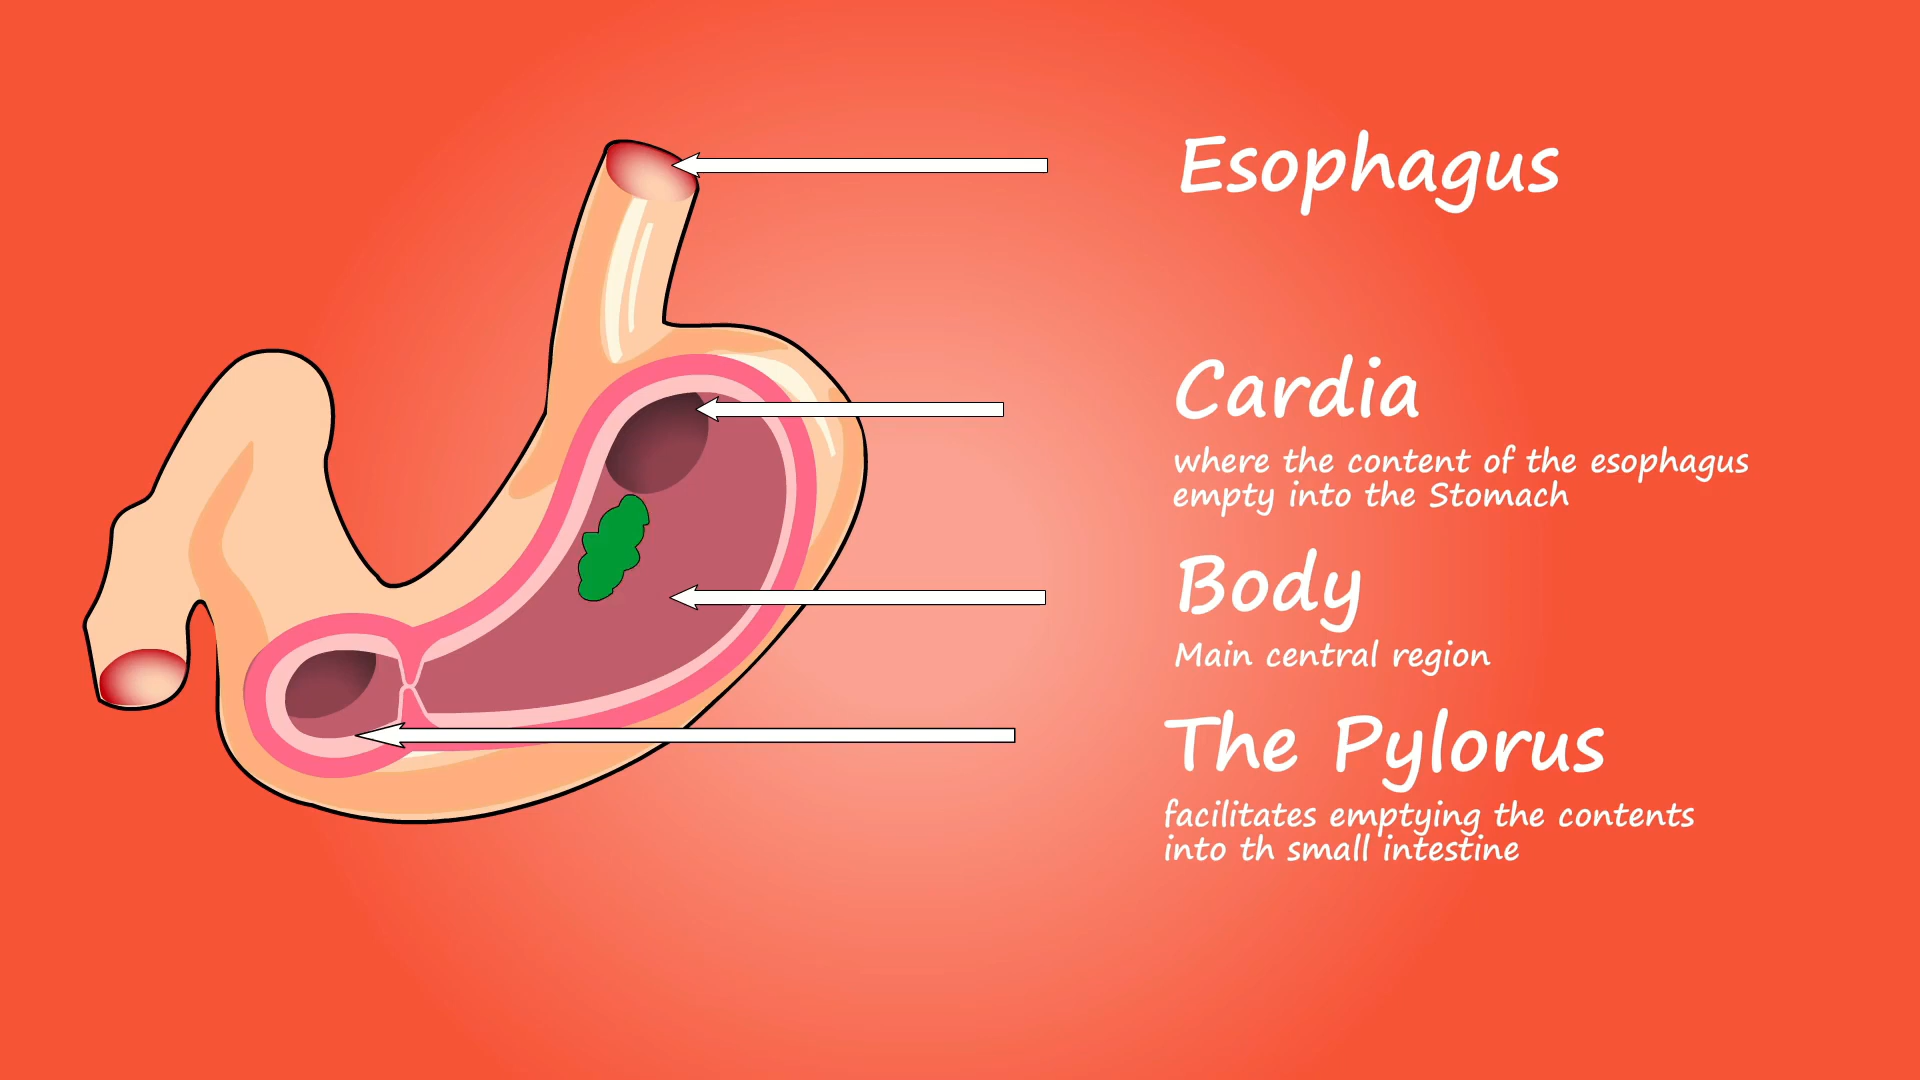 Esophagus
Cardia
where the content of the esophagus
empty into the Stomach
Body
Main central region
The Pylorus
facilitates emptying the contents
into th small intestine